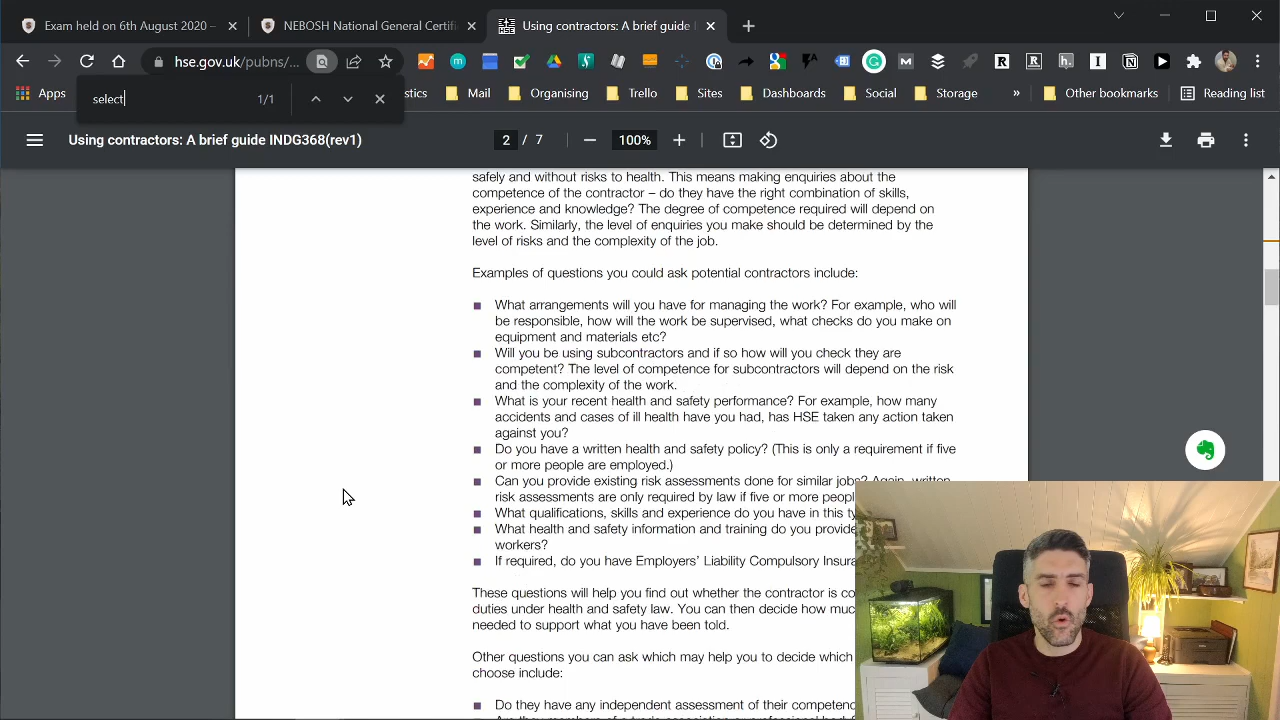 Exam held on 6th August 2020 –
NEBOSH National General Certifi
Using contractors: A brief guide
hse.gov.uk/pubns/...
Apps
select
1/1
stics
Mail
Selecting
Trello
Sites
Dashboards
Social
Storage
»
Other bookmarks
Reading list
Using contractors: A brief guide INDG368(rev1)
2 / 7
100%
safely and without risks to health. This means making enquiries about the
competence of the contractor – do they have the right combination of skills,
experience and knowledge? The degree of competence required will depend on
the work. Similarly, the level of enquiries you make should be determined by the
level of risks and the complexity of the job.
Examples of questions you could ask potential contractors include:
What arrangements will you have for managing the work? For example, who will
be responsible, how will the work be supervised, what checks do you make on
equipment and materials etc?
Will you be using subcontractors and if so how will you check they are
competent? The level of competence for subcontractors will depend on the risk
and the complexity of the work.
What is your recent health and safety performance? For example, how many
accidents and cases of ill health have you had, has HSE taken any action taken
against you?
Do you have a written health and safety policy? (This is only a requirement if five
or more people are employed.)
Can you provide existing risk assessments done for similar jobs? Again, written
risk assessments are only required by law if five or more peopl
What qualifications, skills and experience do you have in this ty
What health and safety information and training do you provide
workers?
If required, do you have Employers' Liability Compulsory Insura
These questions will help you find out whether the contractor is co
duties under health and safety law. You can then decide how muc
needed to support what you have been told.
Other questions you can ask which may help you to decide which
choose include:
Do they have any independent assessment of their competenc